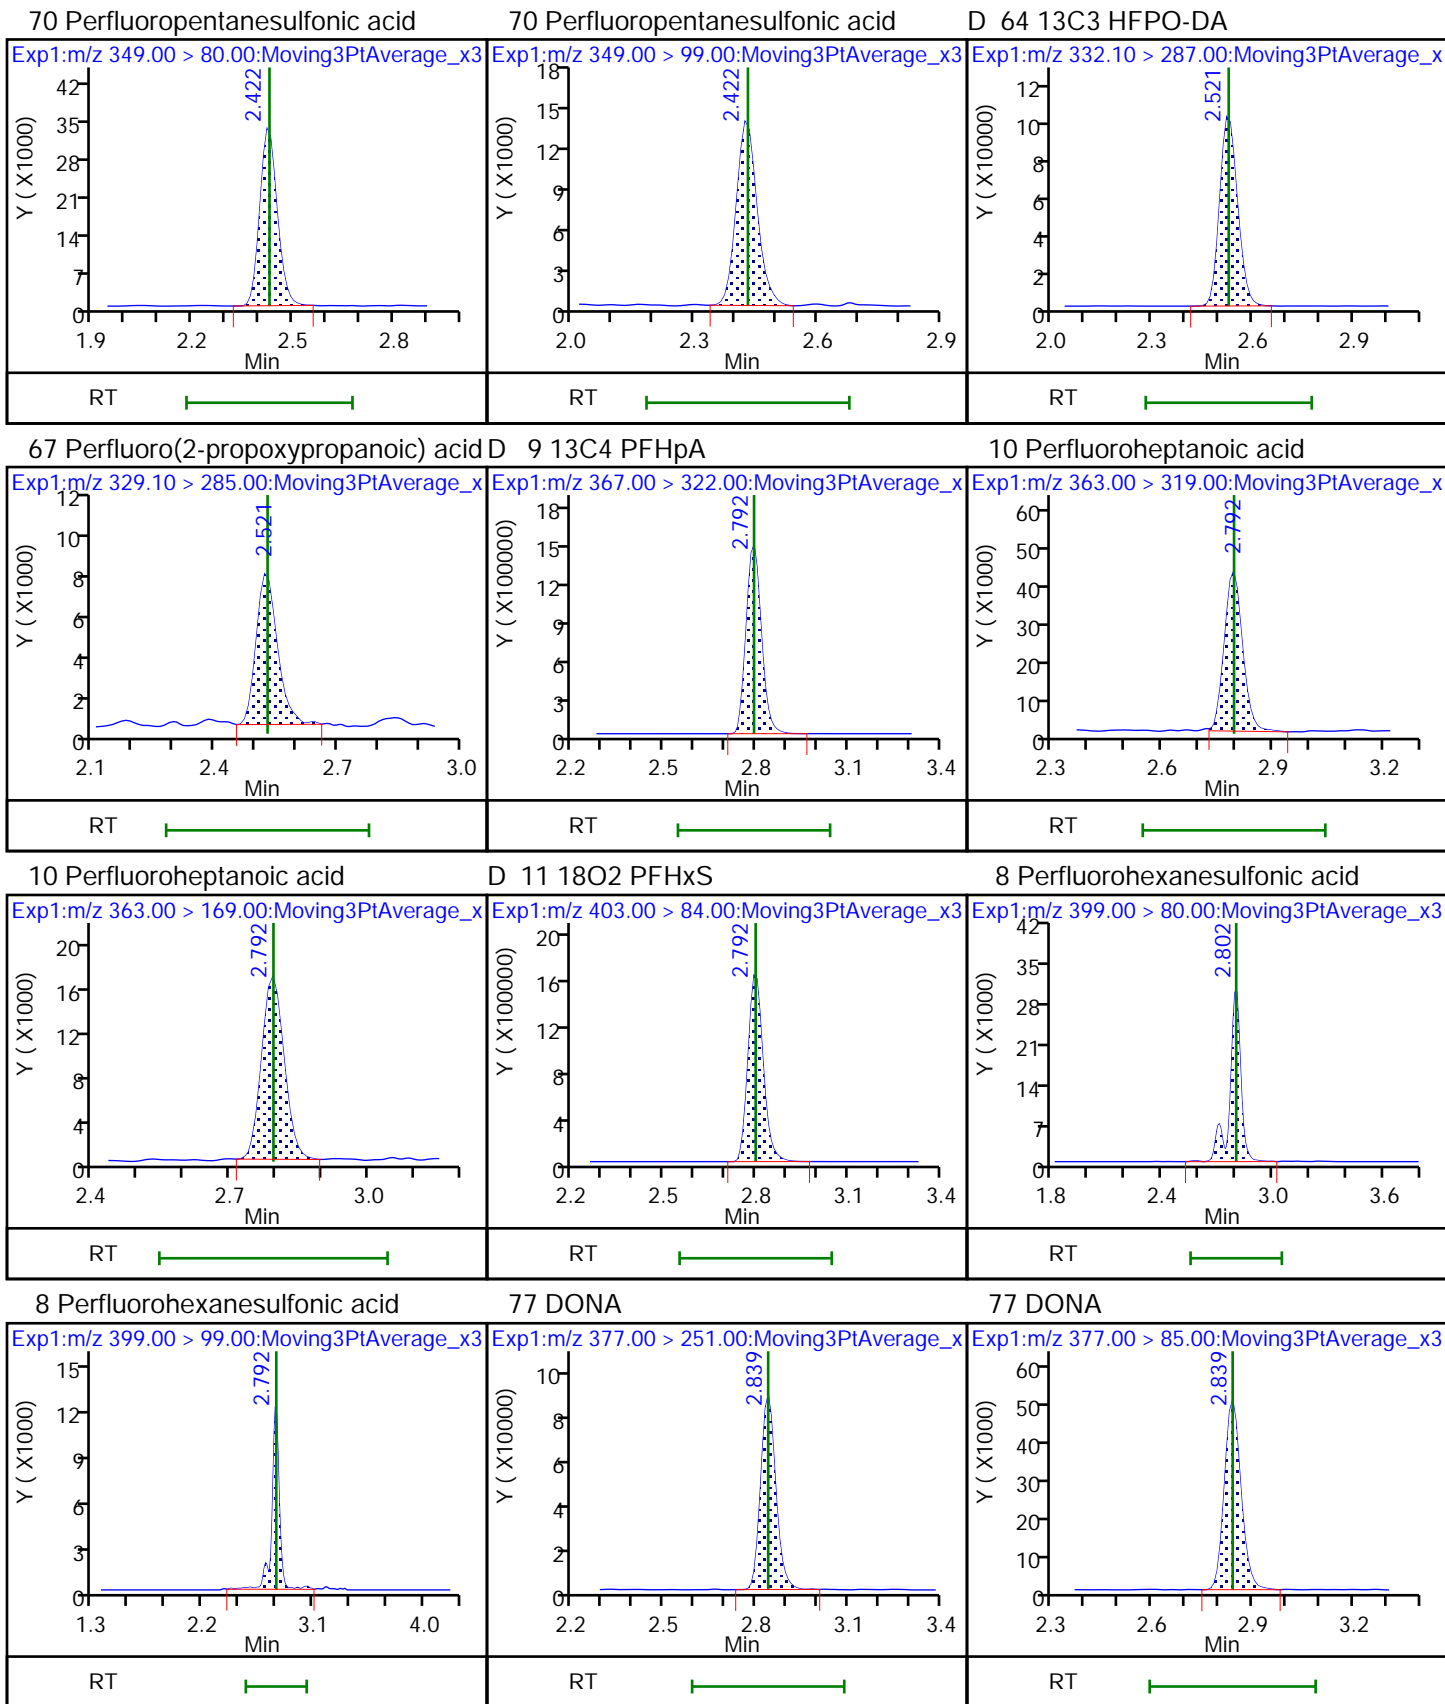 70 Perfluoropentanesulfonic acid
Exp1:m/z 349.00 > 80.00:Moving3PtAverage_x3
2.422
Y ( X1000)
42
35
28
21
14
7
0
1.9 2.2 2.5 2.8
Min
RT
70 Perfluoropentanesulfonic acid
Exp1:m/z 349.00 > 99.00:Moving3PtAverage_x3
2.422
Y ( X1000)
18
15
12
9
6
3
0
2.0 2.3 2.6 2.9
Min
RT
D 64 13C3 HFPO-DA
Exp1:m/z 332.10 > 287.00:Moving3PtAverage_x
2.521
Y ( X10000)
12
10
8
6
4
2
0
2.0 2.3 2.6 2.9
Min
RT
67 Perfluoro(2-propoxypropanoic) acid
Exp1:m/z 329.10 > 285.00:Moving3PtAverage_x
2.521
Y ( X1000)
12
10
8
6
4
2
0
2.1 2.4 2.7 3.0
Min
RT
D 9 13C4 PFHpA
Exp1:m/z 367.00 > 322.00:Moving3PtAverage_x
2.792
Y ( X100000)
18
15
12
9
6
3
0
2.2 2.5 2.8 3.1 3.4
Min
RT
10 Perfluoroheptanoic acid
Exp1:m/z 363.00 > 319.00:Moving3PtAverage_x
2.792
Y ( X1000)
60
50
40
30
20
10
0
2.3 2.6 2.9 3.2
Min
RT
10 Perfluoroheptanoic acid
Exp1:m/z 363.00 > 169.00:Moving3PtAverage_x
2.792
Y ( X1000)
20
16
12
8
4
0
2.4 2.7 3.0
Min
RT
D 11 18O2 PFHxS
Exp1:m/z 403.00 > 84.00:Moving3PtAverage_x3
2.792
Y ( X100000)
20
16
12
8
4
0
2.2 2.5 2.8 3.1 3.4
Min
RT
8 Perfluorohexanesulfonic acid
Exp1:m/z 399.00 > 80.00:Moving3PtAverage_x3
2.802
Y ( X1000)
42
35
28
21
14
7
0
1.8 2.4 3.0 3.6
Min
RT
8 Perfluorohexanesulfonic acid
Exp1:m/z 399.00 > 99.00:Moving3PtAverage_x3
2.792
Y ( X1000)
15
12
9
6
3
0
1.3 2.2 3.1 4.0
Min
RT
77 DONA
Exp1:m/z 377.00 > 251.00:Moving3PtAverage_x
2.839
Y ( X10000)
10
8
6
4
2
0
2.2 2.5 2.8 3.1 3.4
Min
RT
77 DONA
Exp1:m/z 377.00 > 85.00:Moving3PtAverage_x3
2.839
Y ( X1000)
60
50
40
30
20
10
0
2.3 2.6 2.9 3.2
Min
RT